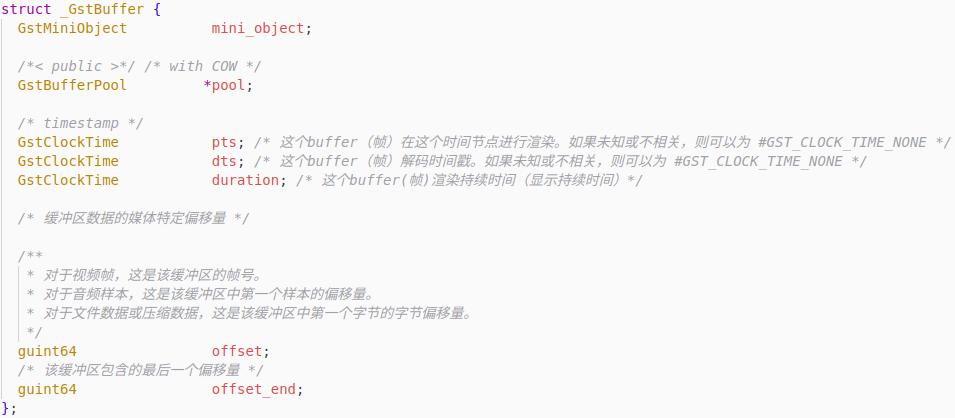 struct _GstBuffer {
GstMiniObject mini_object;
/*< public >*/ /* with COW */
GstBufferPool *pool;
/* timestamp */
GstClockTime pts; /* 这个buffer（帧）在这个时间节点进行渲染。如果未知或不相关，则可以为 #GST_CLOCK_TIME_NONE */
GstClockTime dts; /* 这个buffer（帧）解码时间戳。如果未知或不相关，则可以为 #GST_CLOCK_TIME_NONE */
GstClockTime duration; /* 这个buffer(帧)渲染持续时间（显示持续时间）*/
/* 缓冲区数据的媒体特定偏移量 */
/**
* 对于视频帧，这是该缓冲区的帧号。
* 对于音频样本，这是该缓冲区中第一个样本的偏移量。
* 对于文件数据或压缩数据，这是该缓冲区中第一个字节的字节偏移量。
*/
guint64 offset;
/* 该缓冲区包含的最后一个偏移量 */
guint64 offset_end;
};